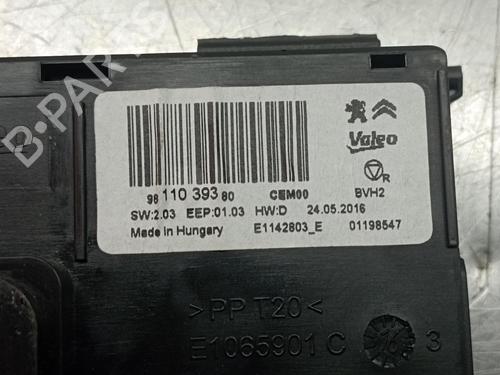 B-PARTS
Valeo
R
98 110 393 80 CEM00 BVH2
SW:2.03 EEP:01.03 HW:D 24.05.2016
Made in Hungary E1142803_E 01198547
>PP T20<
E1065901 C 3